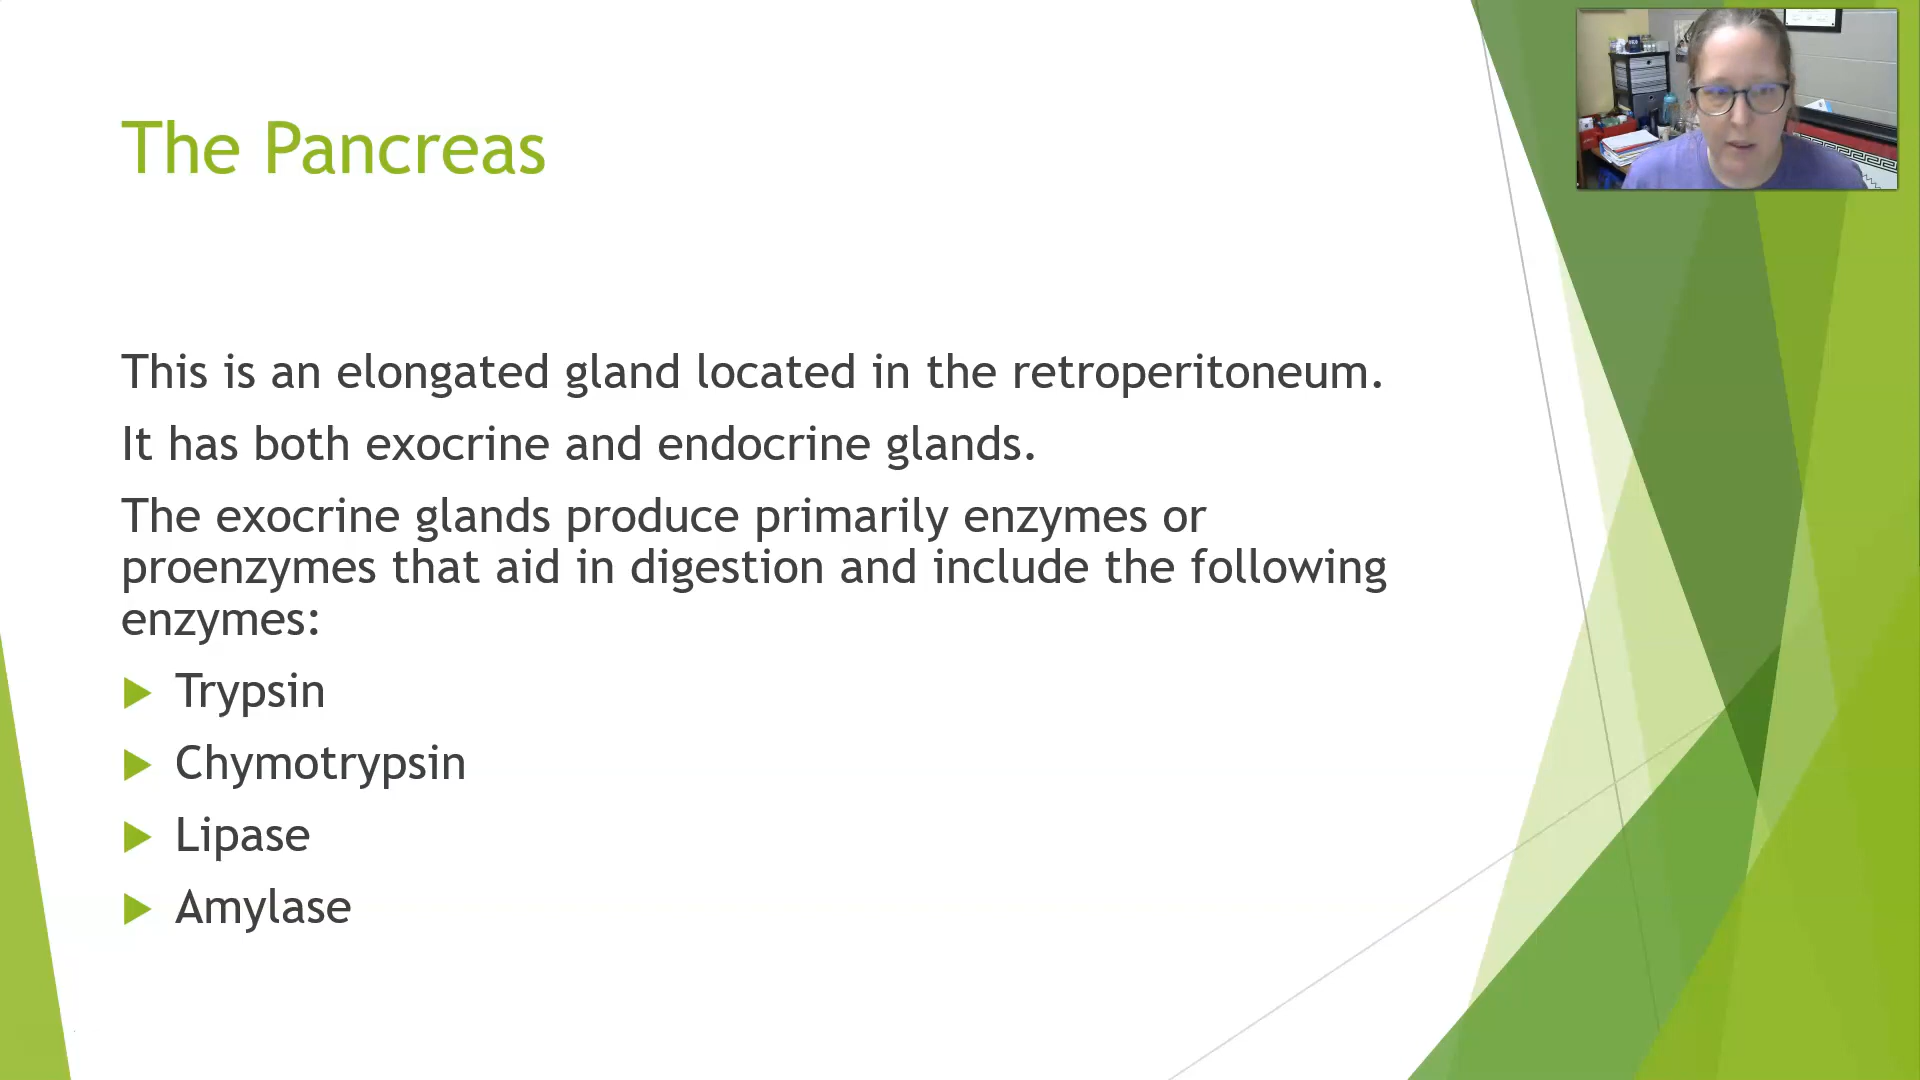 The Pancreas
This is an elongated gland located in the retroperitoneum.
It has both exocrine and endocrine glands.
The exocrine glands produce primarily enzymes or
proenzymes that aid in digestion and include the following
enzymes:
Trypsin
Chymotrypsin
Lipase
Amylase